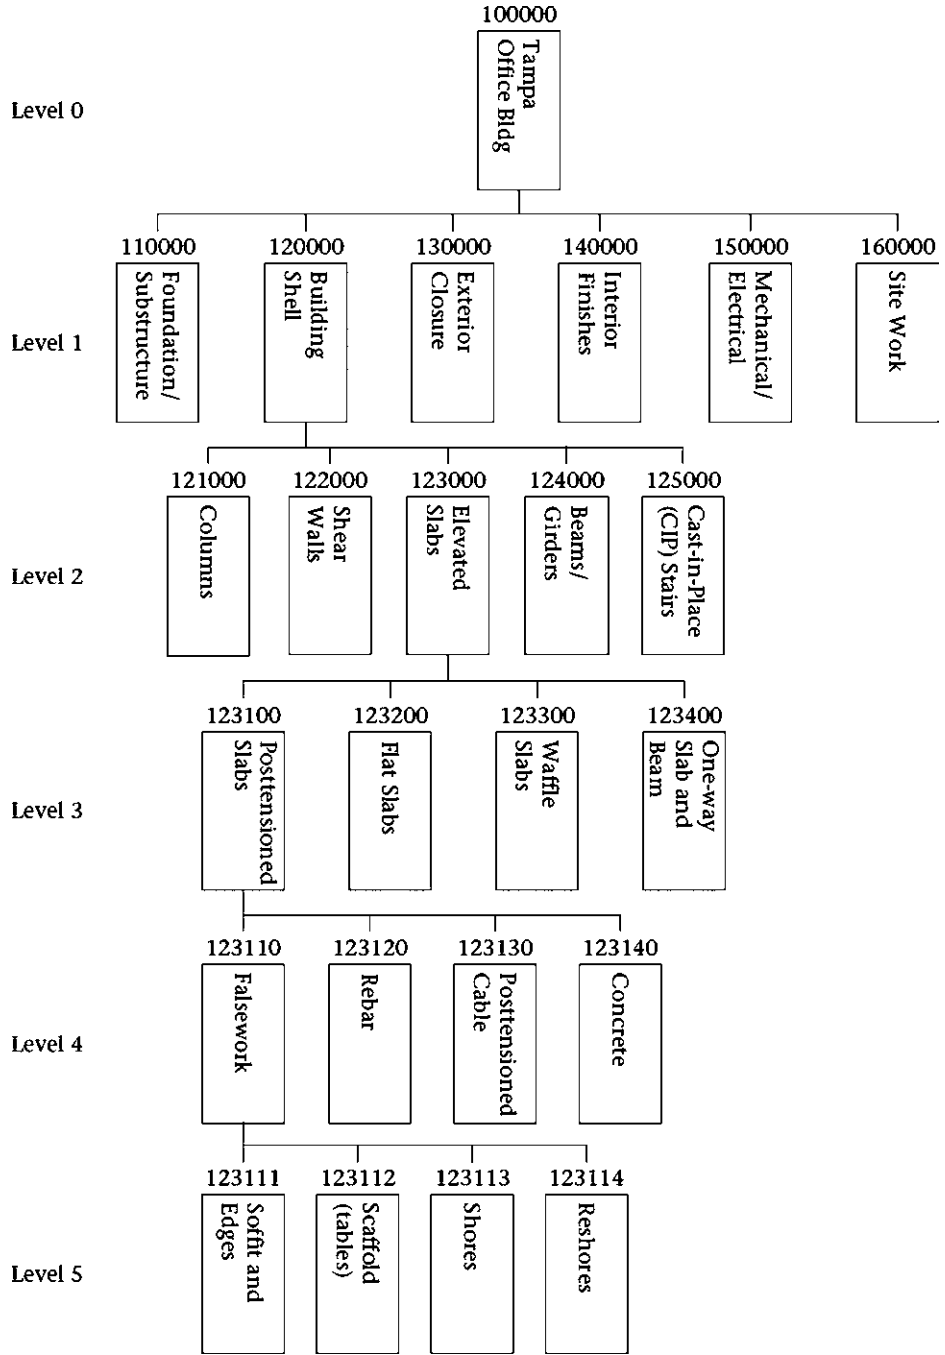 100000
Level 0
Tampa
Office Bldg
110000
120000
130000
140000
150000
160000
Level 1
Foundation/
Substructure
Building
Shell
Exterior
Closure
Interior
Finishes
Mechanical/
Electrical
Site Work
121000
122000
123000
124000
125000
Level 2
Columns
Shear
Walls
Elevated
Slabs
Beams/
Girders
Cast-in-Place
(CIP) Stairs
123100
123200
123300
123400
Level 3
Posttensioned
Slabs
Flat Slabs
Waffle
Slabs
One-way
Slab and
Beam
123110
123120
123130
123140
Level 4
Falsework
Rebar
Posttensioned
Cable
Concrete
123111
123112
123113
123114
Level 5
Soffit and
Edges
Scaffold
(tables)
Shores
Reshores